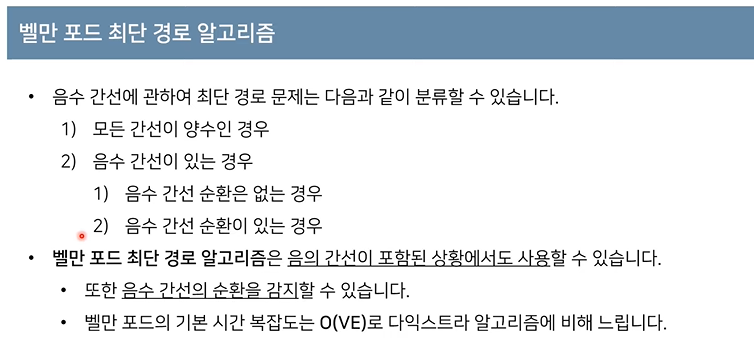 벨만 포드 최단 경로 알고리즘
• 음수 간선에 관하여 최단 경로 문제는 다음과 같이 분류할 수 있습니다.
1) 모든 간선이 양수인 경우
2) 음수 간선이 있는 경우
1) 음수 간선 순환은 없는 경우
2) 음수 간선 순환이 있는 경우
• 벨만 포드 최단 경로 알고리즘은 음의 간선이 포함된 상황에서도 사용할 수 있습니다.
• 또한 음수 간선의 순환을 감지할 수 있습니다.
• 벨만 포드의 기본 시간 복잡도는 O(VE)로 다익스트라 알고리즘에 비해 느립니다.